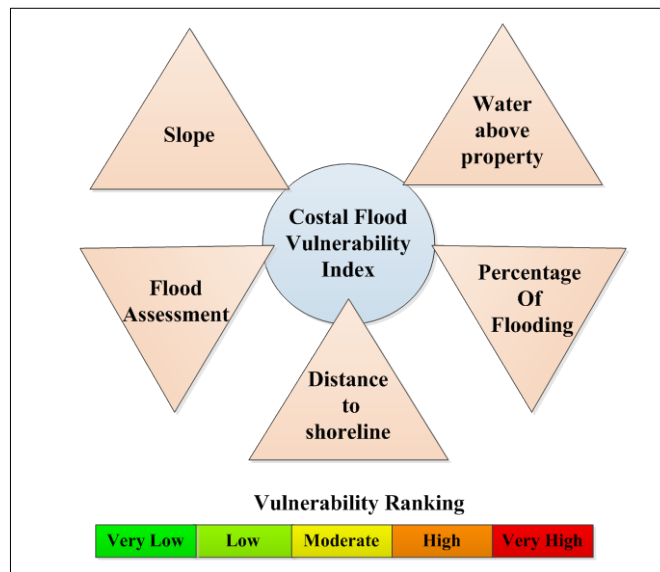 Slope
Water
above
property
Costal Flood
Vulnerability
Index
Flood
Assessment
Percentage
Of
Flooding
Distance
to
shoreline
Vulnerability Ranking
Very Low Low Moderate High Very High